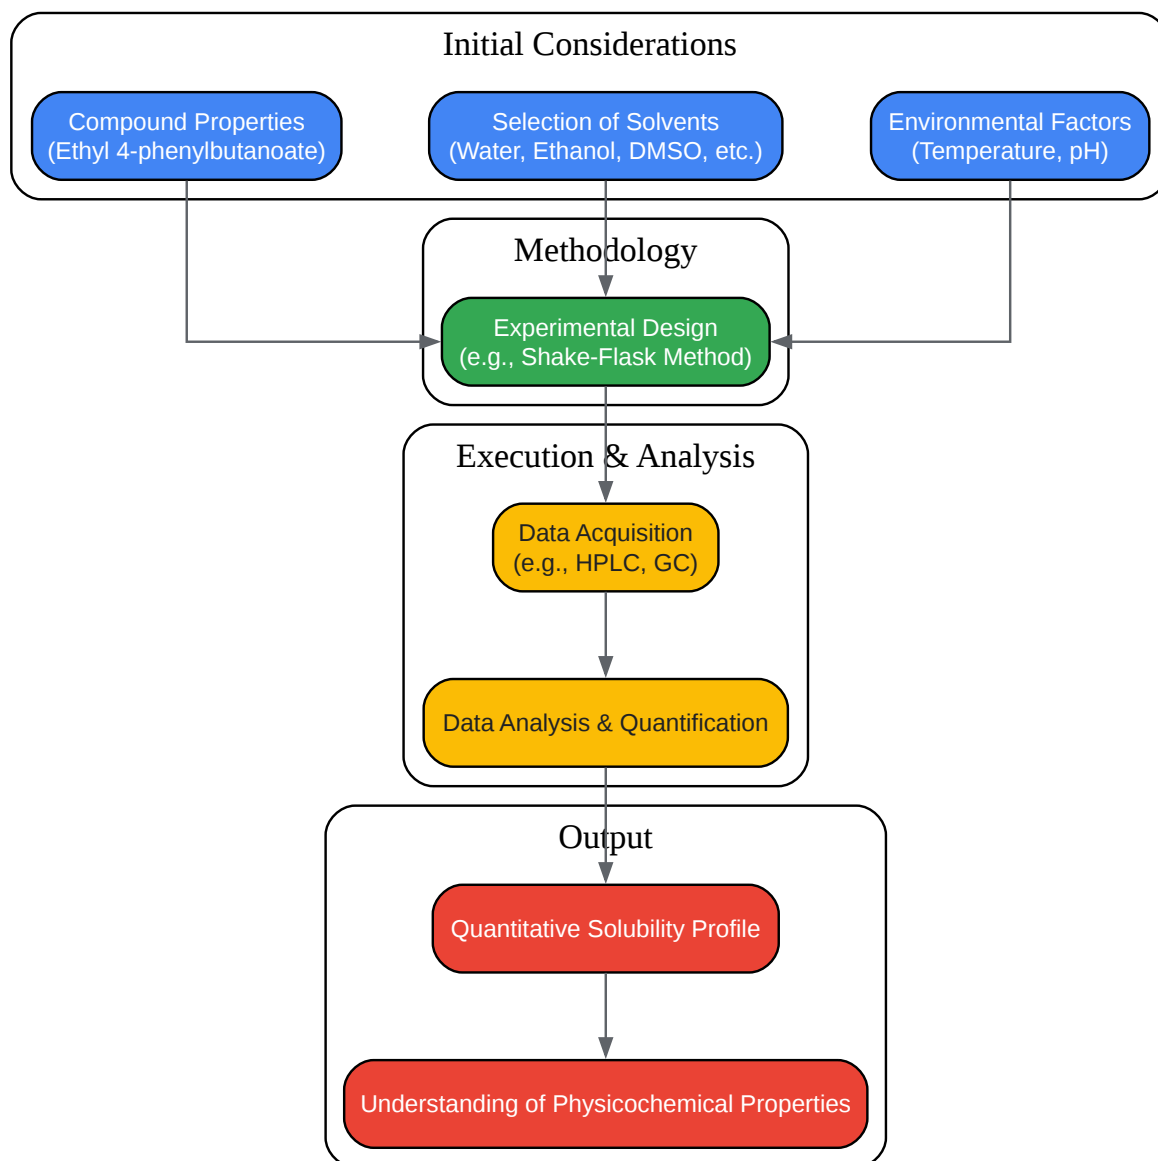 Initial Considerations
Compound Properties
(Ethyl 4-phenylbutanoate)
Selection of Solvents
(Water, Ethanol, DMSO, etc.)
Environmental Factors
(Temperature, pH)
Methodology
Experimental Design
(e.g., Shake-Flask Method)
Execution & Analysis
Data Acquisition
(e.g., HPLC, GC)
Data Analysis & Quantification
Output
Quantitative Solubility Profile
Understanding of Physicochemical Properties